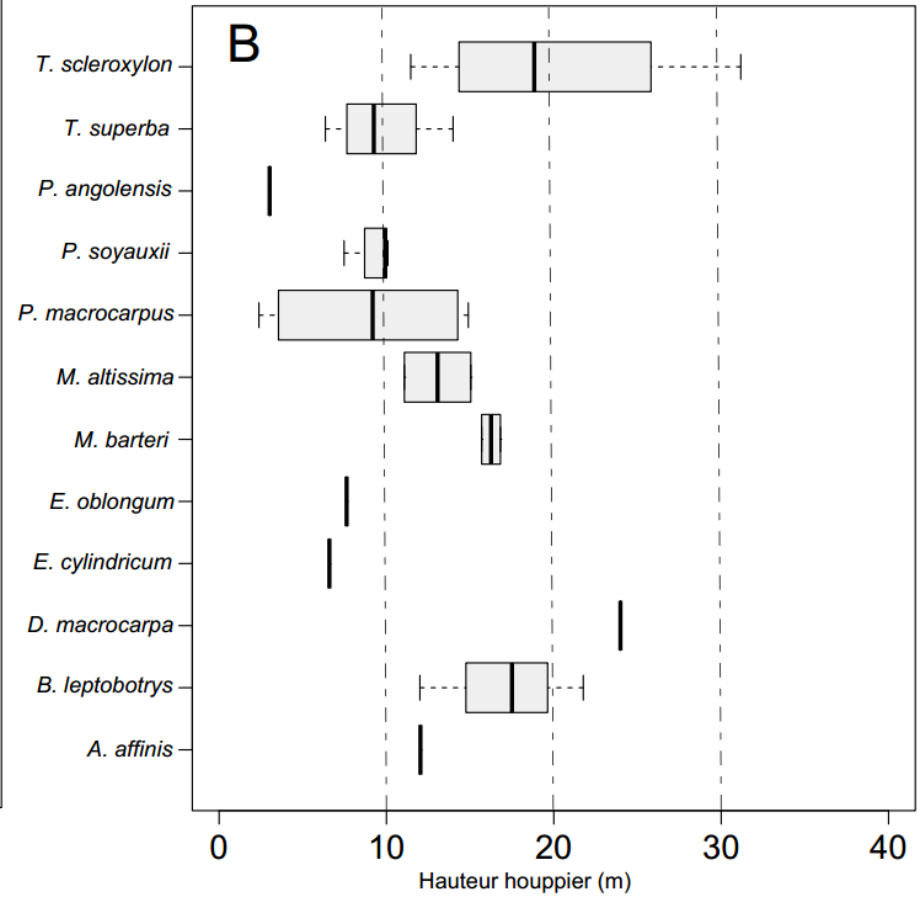 B
T. scleroxylon
T. superba
P. angolensis
P. soyauxii
P. macrocarpus
M. altissima
M. barteri
E. oblongum
E. cylindricum
D. macrocarpa
B. leptobotrys
A. affinis
0 10 20 30 40
Hauteur houppier (m)